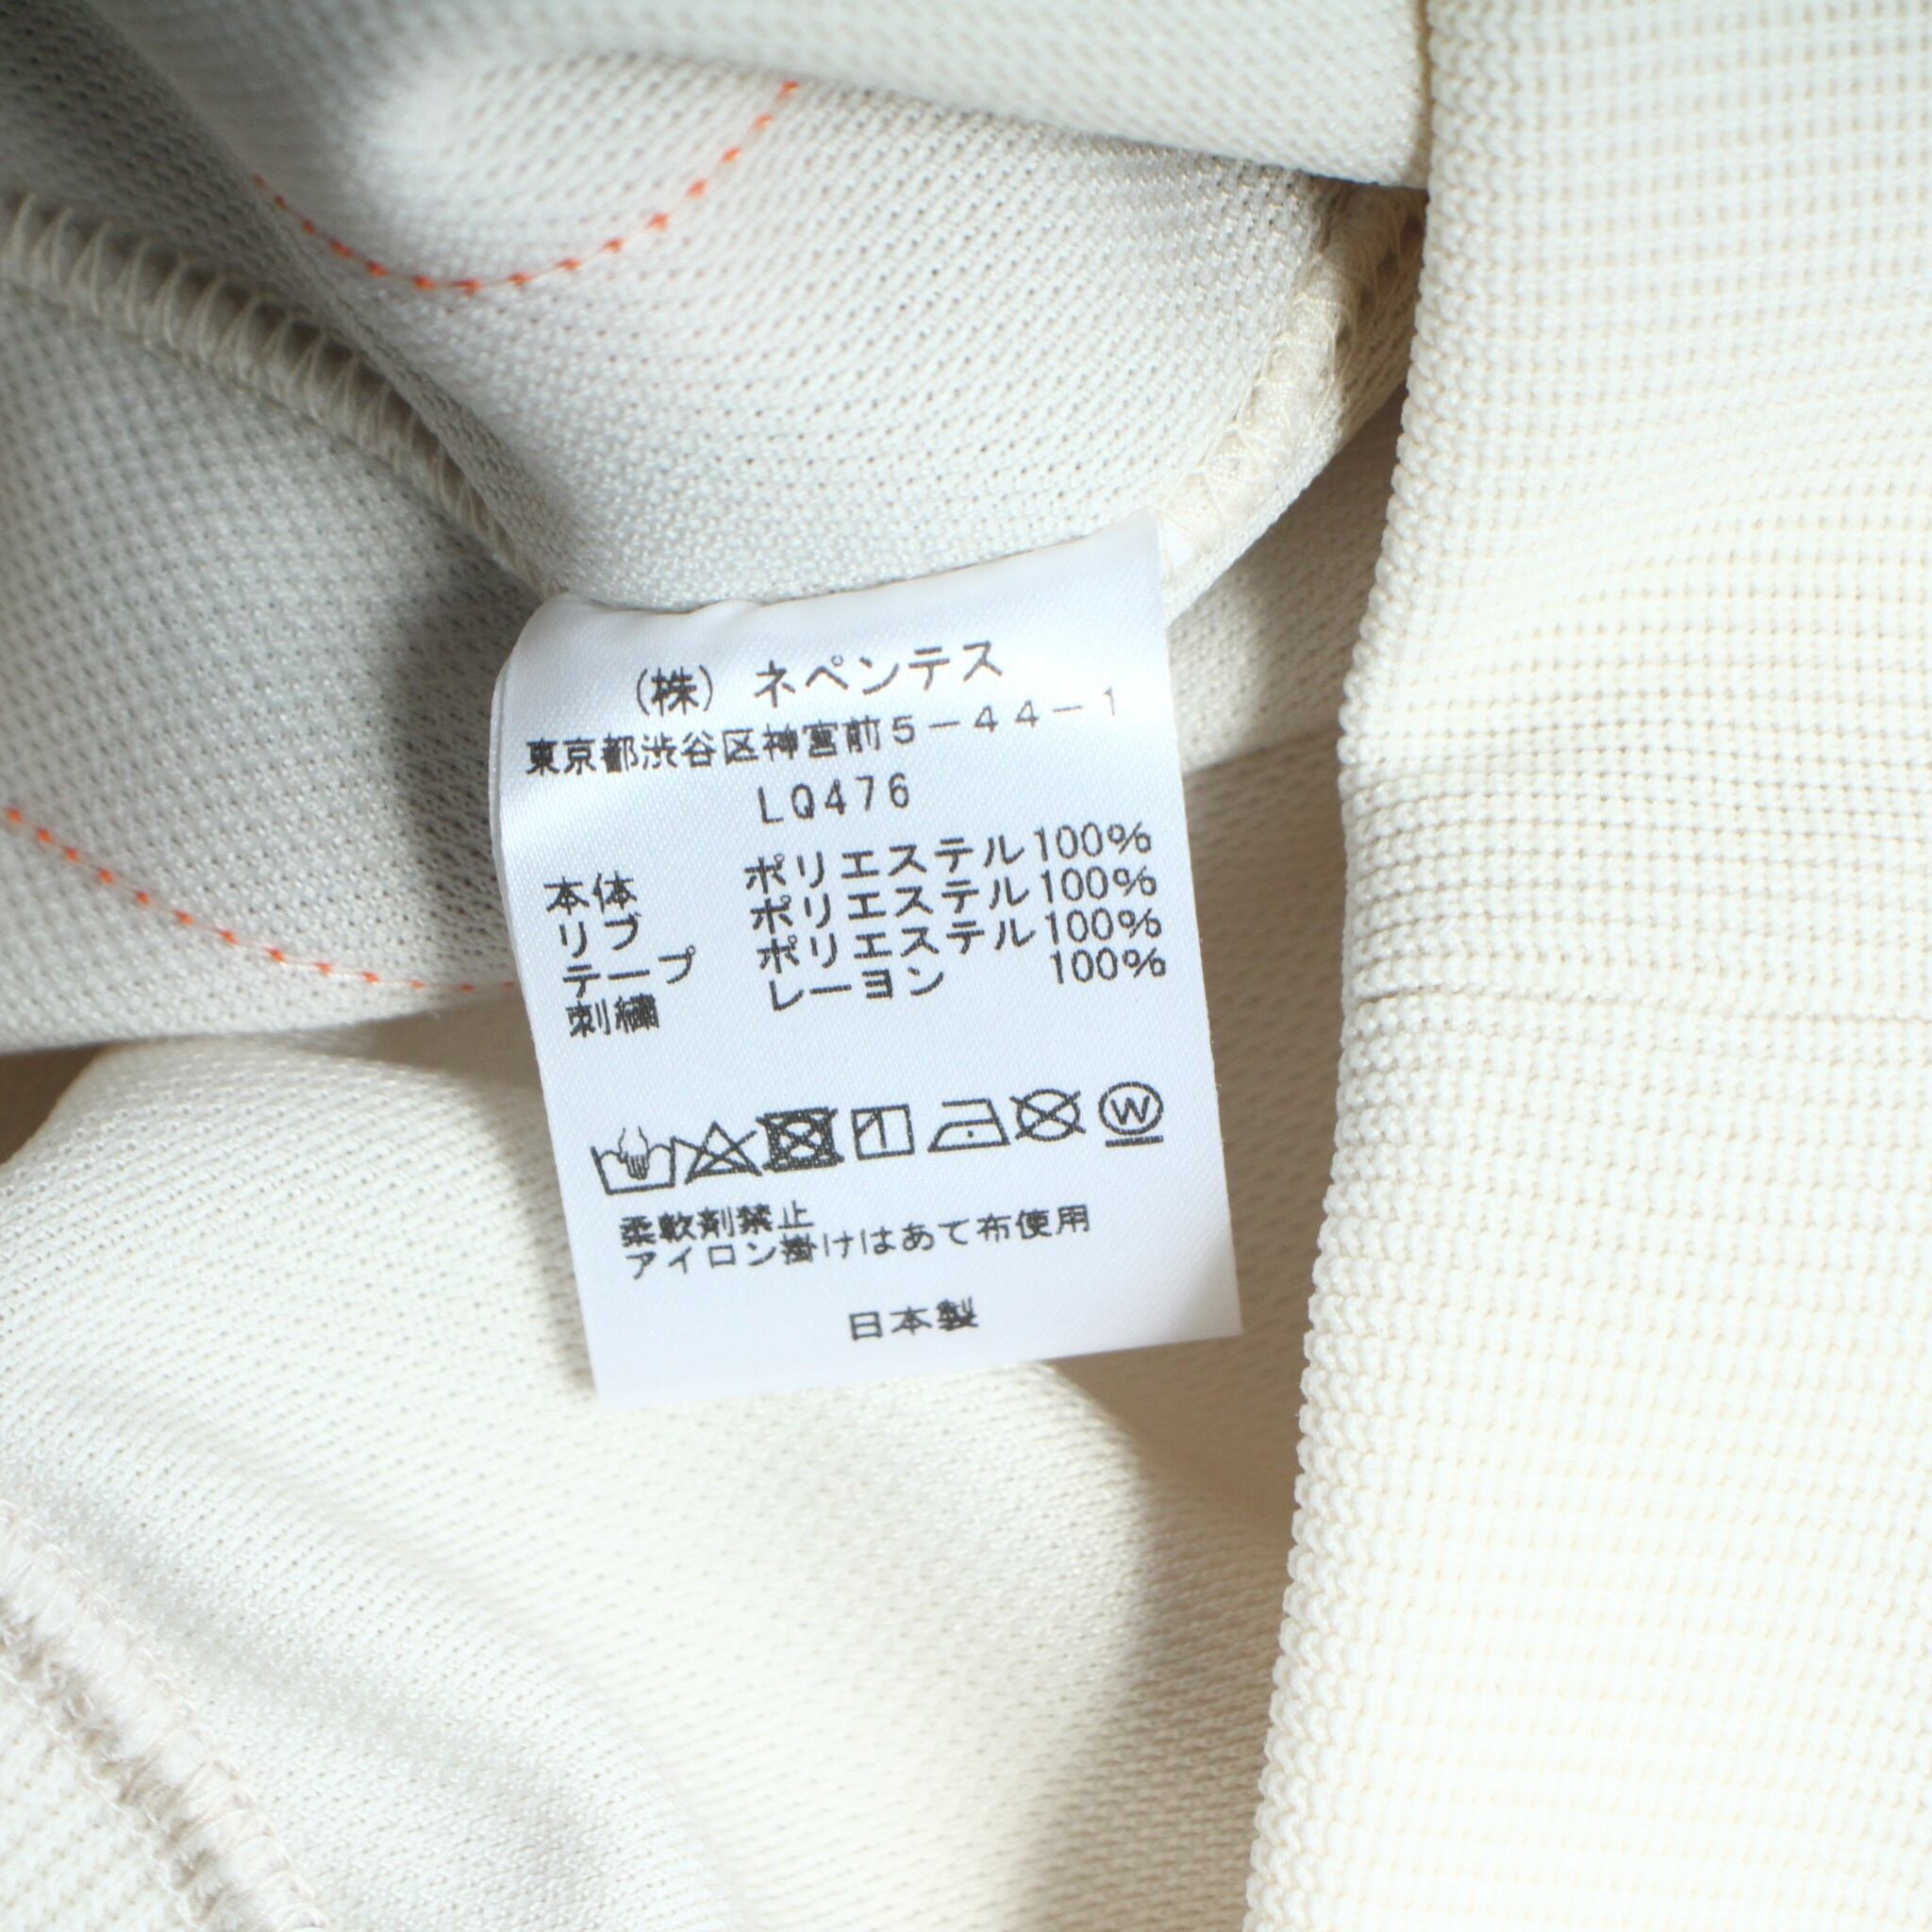 (株) ネペンテス
東京都渋谷区神宮前5-44-1
LQ476
本体 ポリエステル100%
リブ ポリエステル100%
テープ ポリエステル100%
刺繍 レーヨン 100%
W
柔軟剤禁止
アイロン掛けはあて布使用
日本製